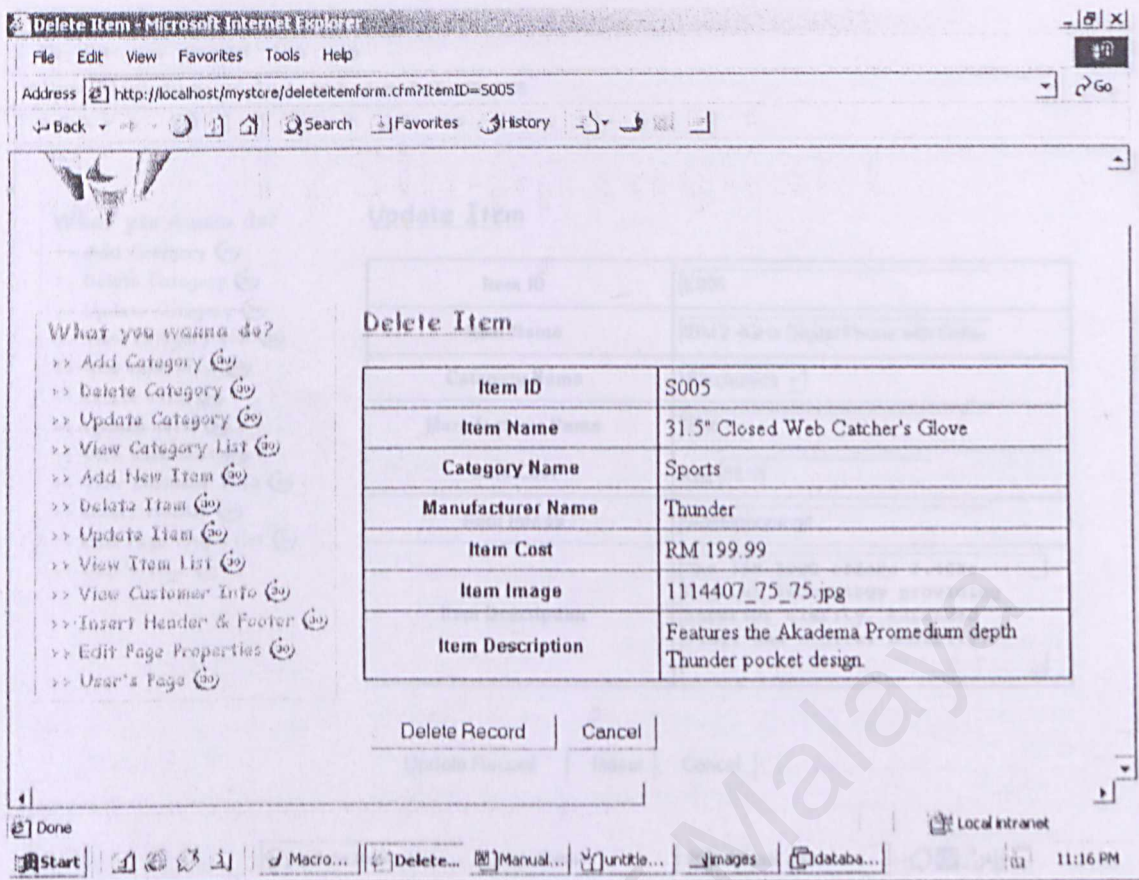 Delete Item - Microsoft Internet Explorer
File Edit View Favorites Tools Help
Address http://localhost/mystore/deleteitemform.cfm?ItemID=S005 Go
Back Search Favorites History
What you wanna do?
>> Add Category
>> Delete Category
>> Update Category
>> View Category List
>> Add New Item
>> Delete Item
>> Update Item
>> View Item List
>> View Customer Info
>> Insert Header & Footer
>> Edit Page Properties
>> User's Page
Delete Item
Item ID S005
Item Name 31.5" Closed Web Catcher's Glove
Category Name Sports
Manufacturer Name Thunder
Item Cost RM 199.99
Item Image 1114407_75_75.jpg
Item Description Features the Akadema Promedium depth
Thunder pocket design.
Delete Record Cancel
Update Item
Item ID
Malaya
Done Local intranet
Start Macro... Delete... Manual... untitle... images databa... 11:16 PM